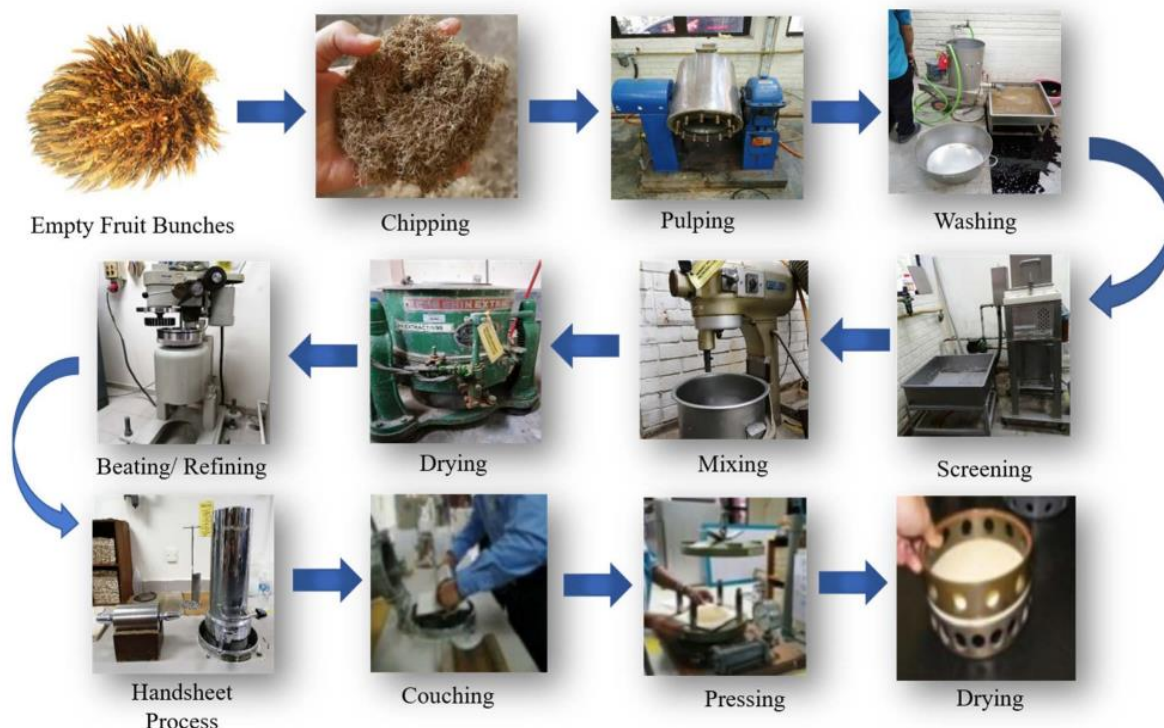 Empty Fruit Bunches
Chipping
Pulping
Washing
Beating/ Refining
Drying
Mixing
Screening
Handsheet
Process
Couching
Pressing
Drying